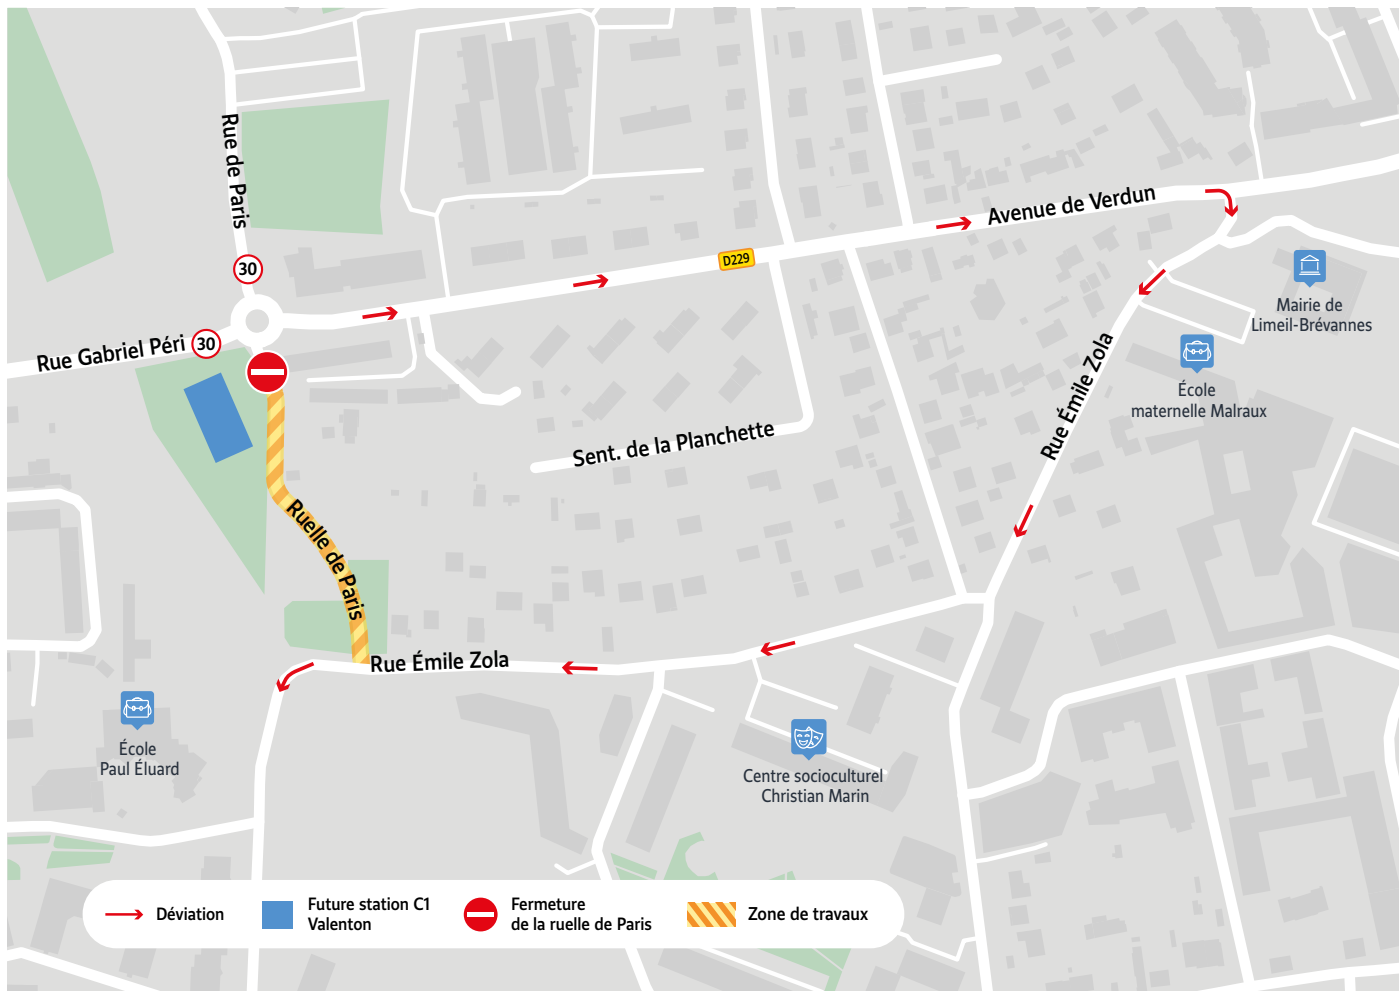 Rue de Paris
30
Avenue de Verdun
D229
Mairie de
Limeil-Brévannes
Rue Gabriel Péri
30
Rue Émile Zola
École
maternelle Malraux
Sent. de la Planchette
Ruelle de Paris
Rue Émile Zola
École
Paul Éluard
Centre socioculturel
Christian Marin
Déviation
Future station C1
Valenton
Fermeture
de la ruelle de Paris
Zone de travaux